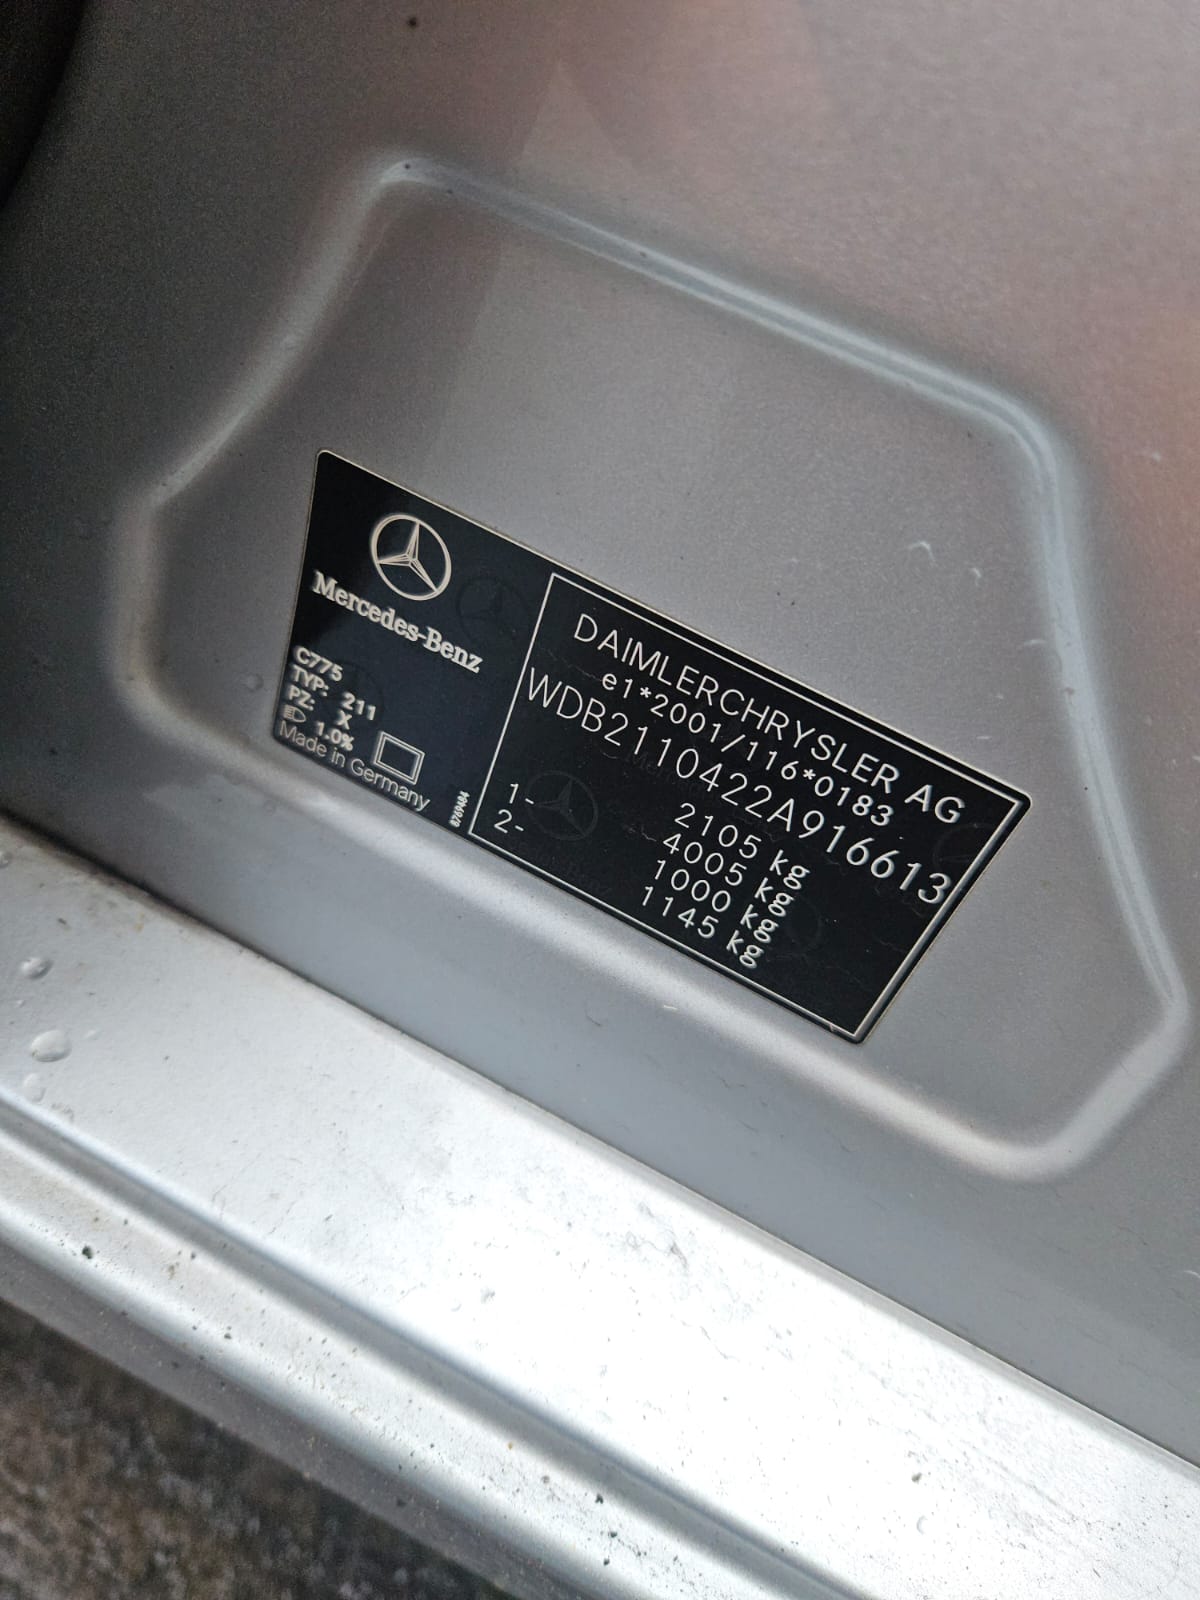 Mercedes-Benz
C775
TYP: 211
PZ: X
1.0%
Made in Germany
8769484
DAIMLERCHRYSLER AG
e1*2001/116*0183
WDB2110422A916613
2105 kg
4005 kg
1- 1000 kg
2- 1145 kg